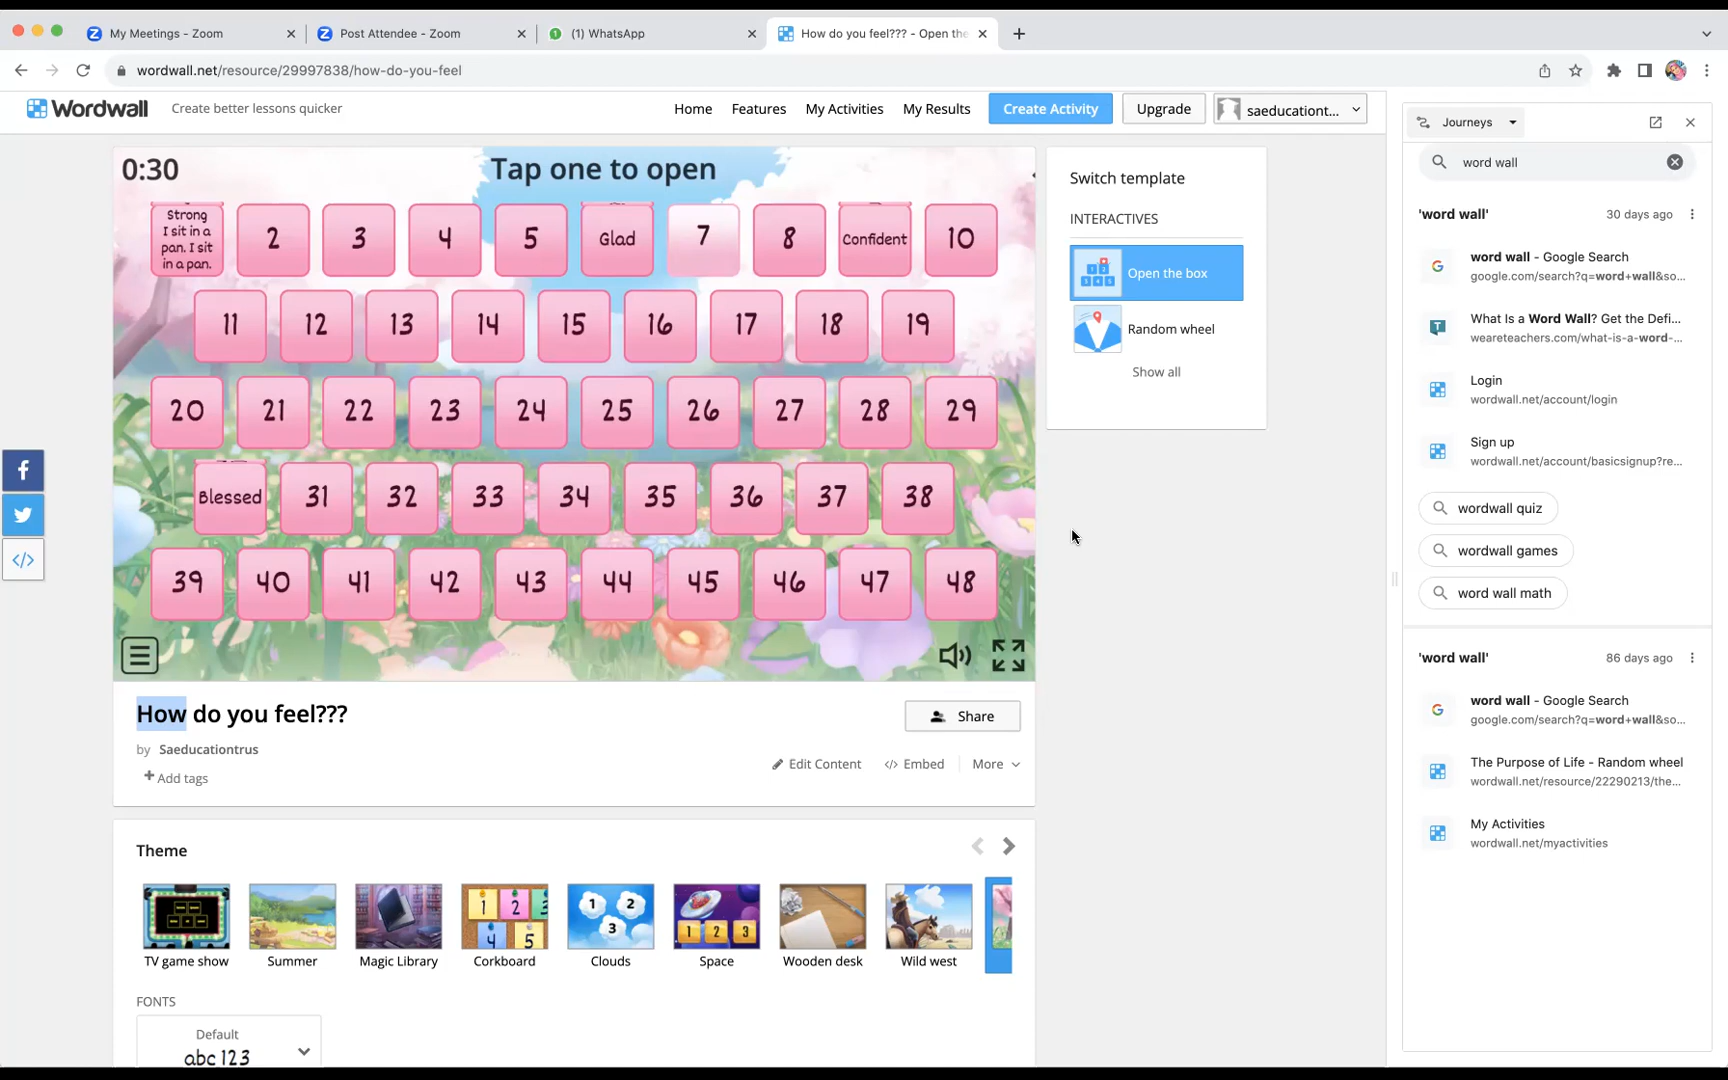 My Meetings - Zoom
Post Attendee - Zoom
(1) WhatsApp
How do you feel??? - Open the
wordwall.net/resource/29997838/how-do-you-feel
Wordwall
Create better lessons quicker
Home
Features
My Activities
My Results
Create Activity
Upgrade
saeducationt...
0:30
Tap one to open
Strong
I sit in a
pan. I sit
in a pan.
2
3
4
5
Glad
7
8
Confident
10
11
12
13
14
15
16
17
18
19
20
21
22
23
24
25
26
27
28
29
Blessed
31
32
33
34
35
36
37
38
39
40
41
42
43
44
45
46
47
48
How do you feel???
by Saeducationtrus
Add tags
Share
Edit Content
Embed
More
Theme
TV game show
Summer
Magic Library
Corkboard
Clouds
Space
Wooden desk
Wild west
FONTS
Default
abc 123
Switch template
INTERACTIVES
Open the box
Random wheel
Show all
Journeys
word wall
'word wall'
30 days ago
word wall - Google Search
google.com/search?q=word+wall&so...
What Is a Word Wall? Get the Defi...
weareteachers.com/what-is-a-word-...
Login
wordwall.net/account/login
Sign up
wordwall.net/account/basicsignup?re...
wordwall quiz
wordwall games
word wall math
'word wall'
86 days ago
word wall - Google Search
google.com/search?q=word+wall&so...
The Purpose of Life - Random wheel
wordwall.net/resource/22290213/the...
My Activities
wordwall.net/myactivities